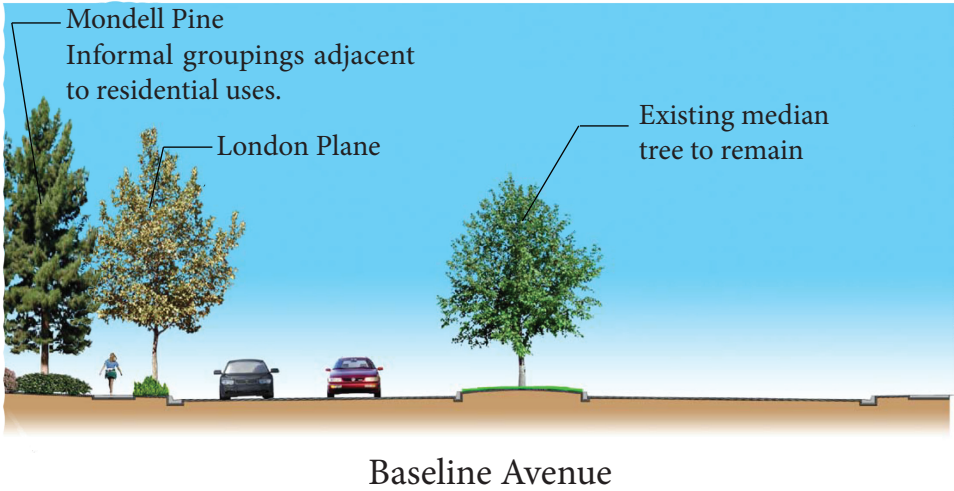 Mondell Pine
Informal groupings adjacent
to residential uses.
London Plane
Existing median
tree to remain
Baseline Avenue